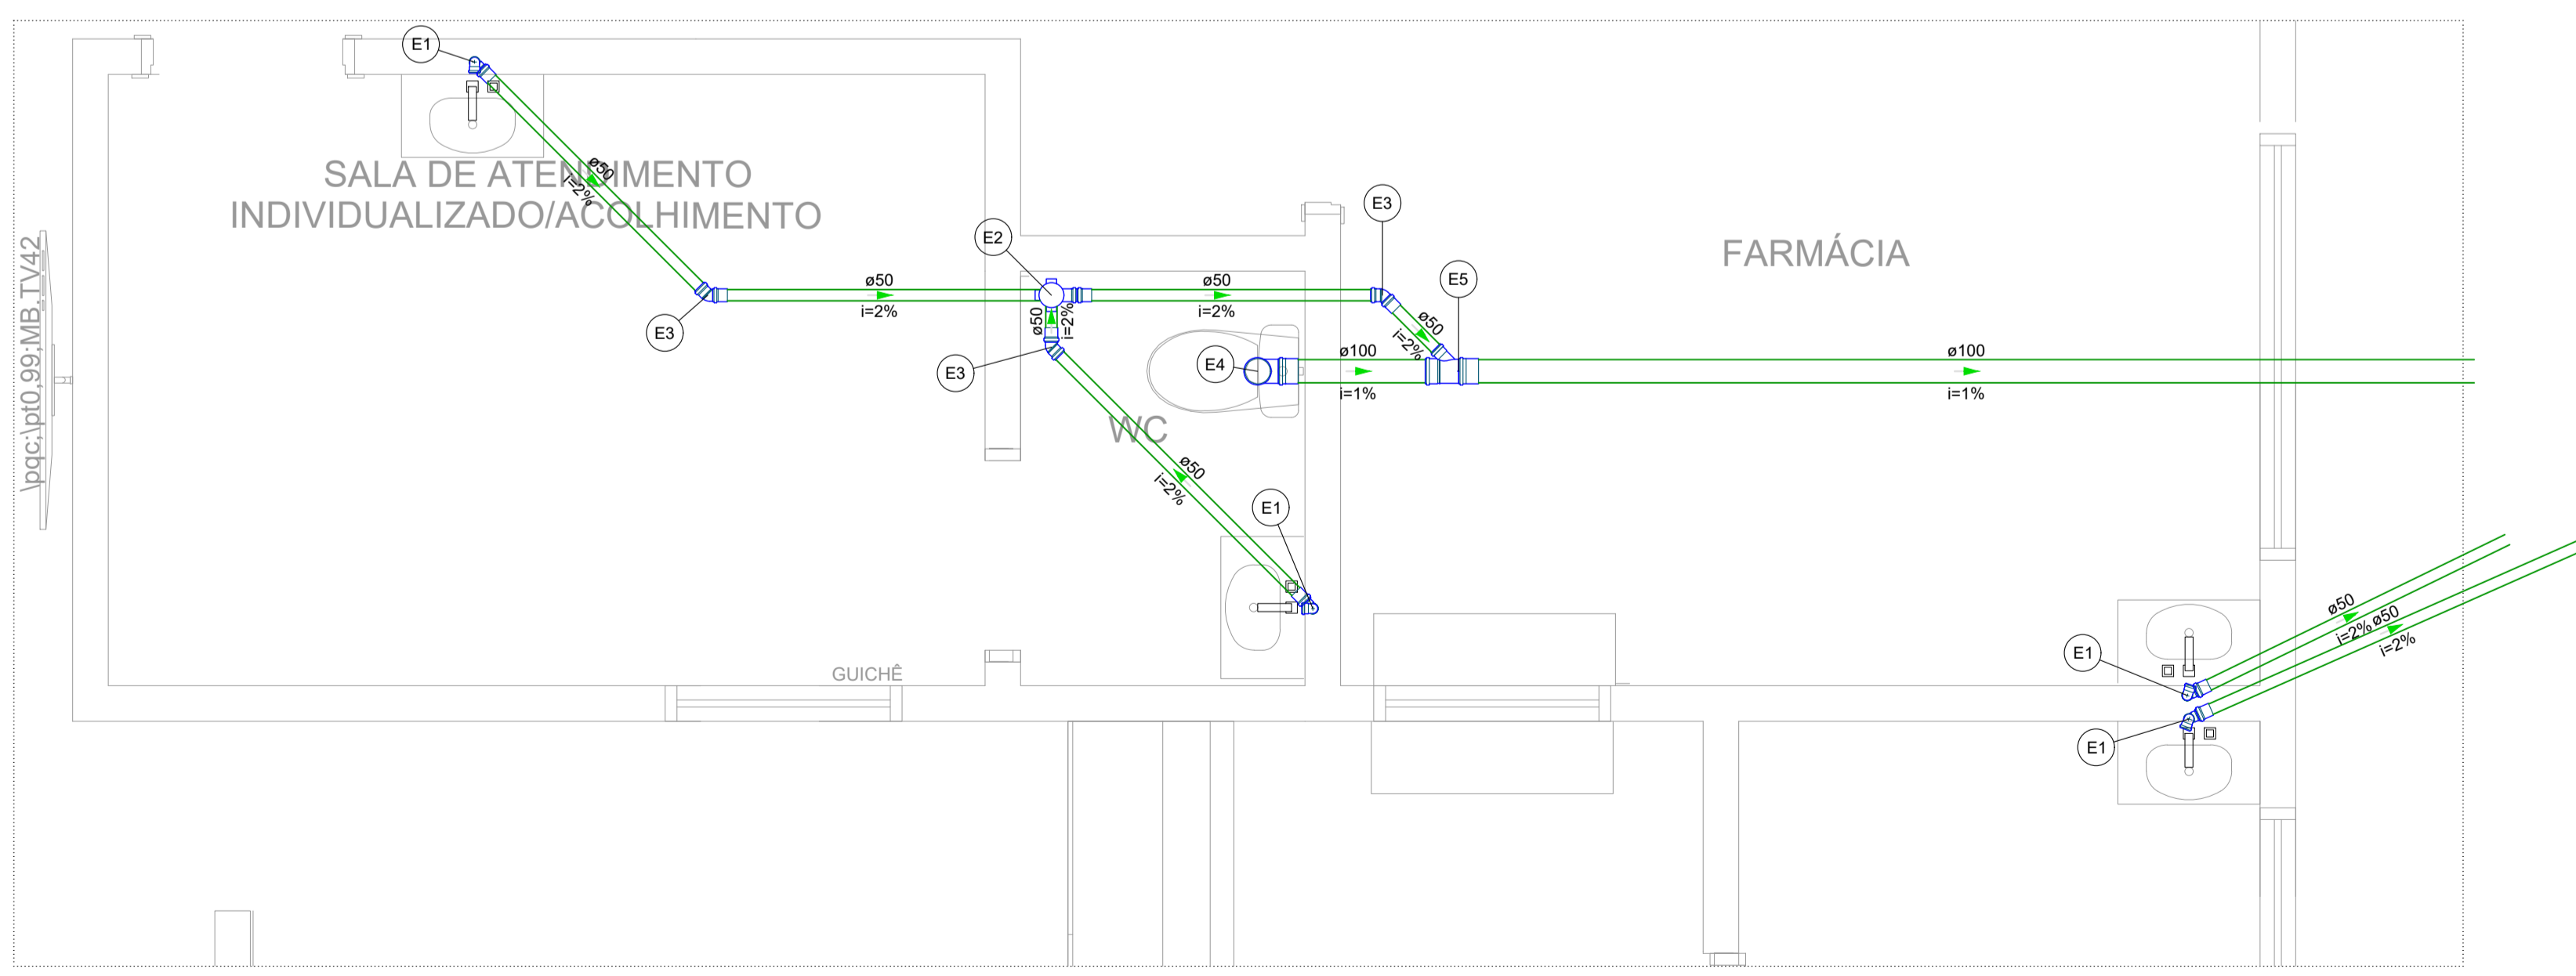 E1
SALA DE ATENDIMENTO
INDIVIDUALIZADO/ACOLHIMENTO
ø50
i=2%
\pqc;\pt0,99;MB.TV42
E3
ø50
i=2%
E2
ø50
i=2%
E3
ø50
i=2%
E3
E5
ø50
i=2%
FARMÁCIA
E4
ø100
i=1%
ø100
i=1%
WC
ø50
i=2%
E1
GUICHÊ
E1
ø50
i=2%
ø50
i=2%
E1